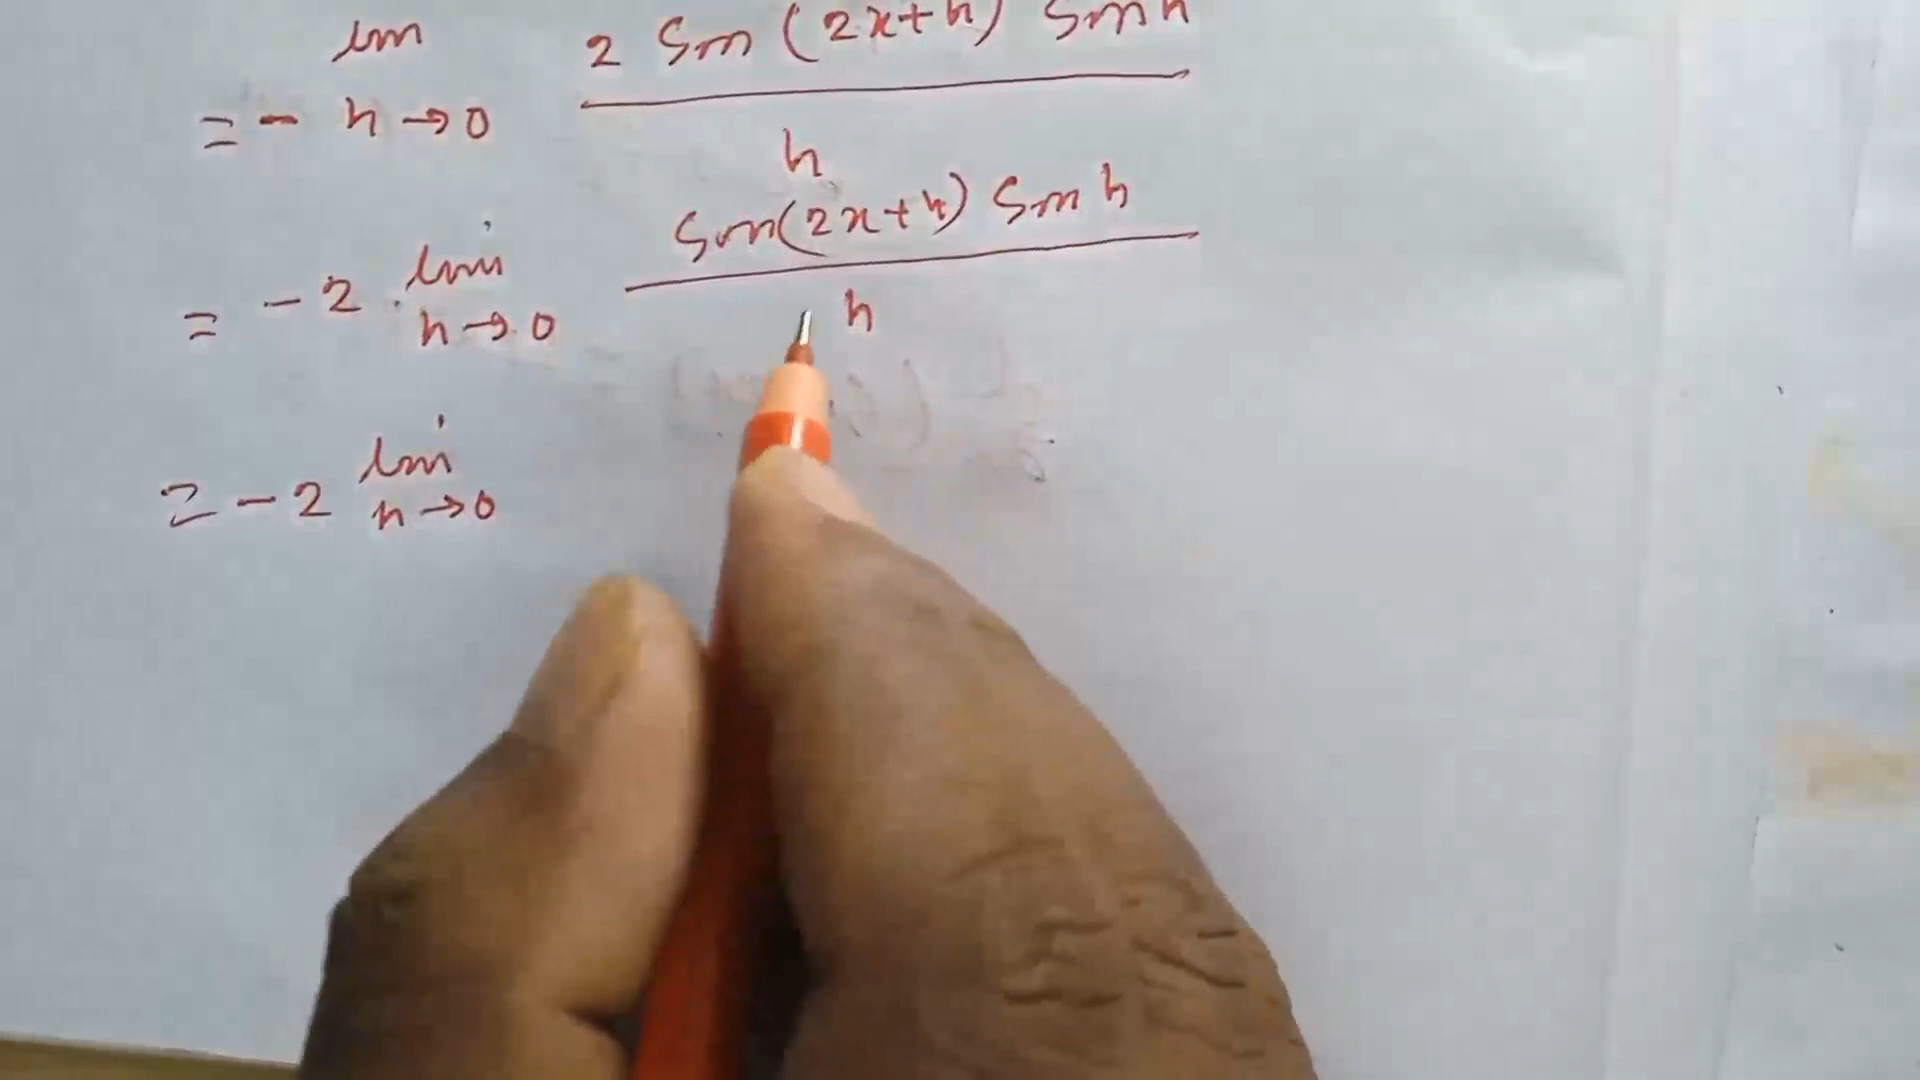 lim 2 Sin (2x+h) Sin h
= - h→0 h
= -2 lim Sin(2x+h) Sin h
h→0 h
= -2 lim
h→0